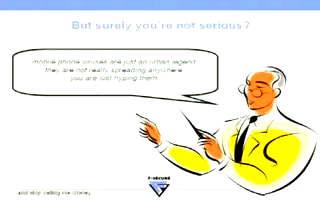 But surely you're not serious?
mobile phone viruses are just an urban legend
they are not really spreading anywhere
you are just hyping them
F-SECURE
and stop calling me shirley